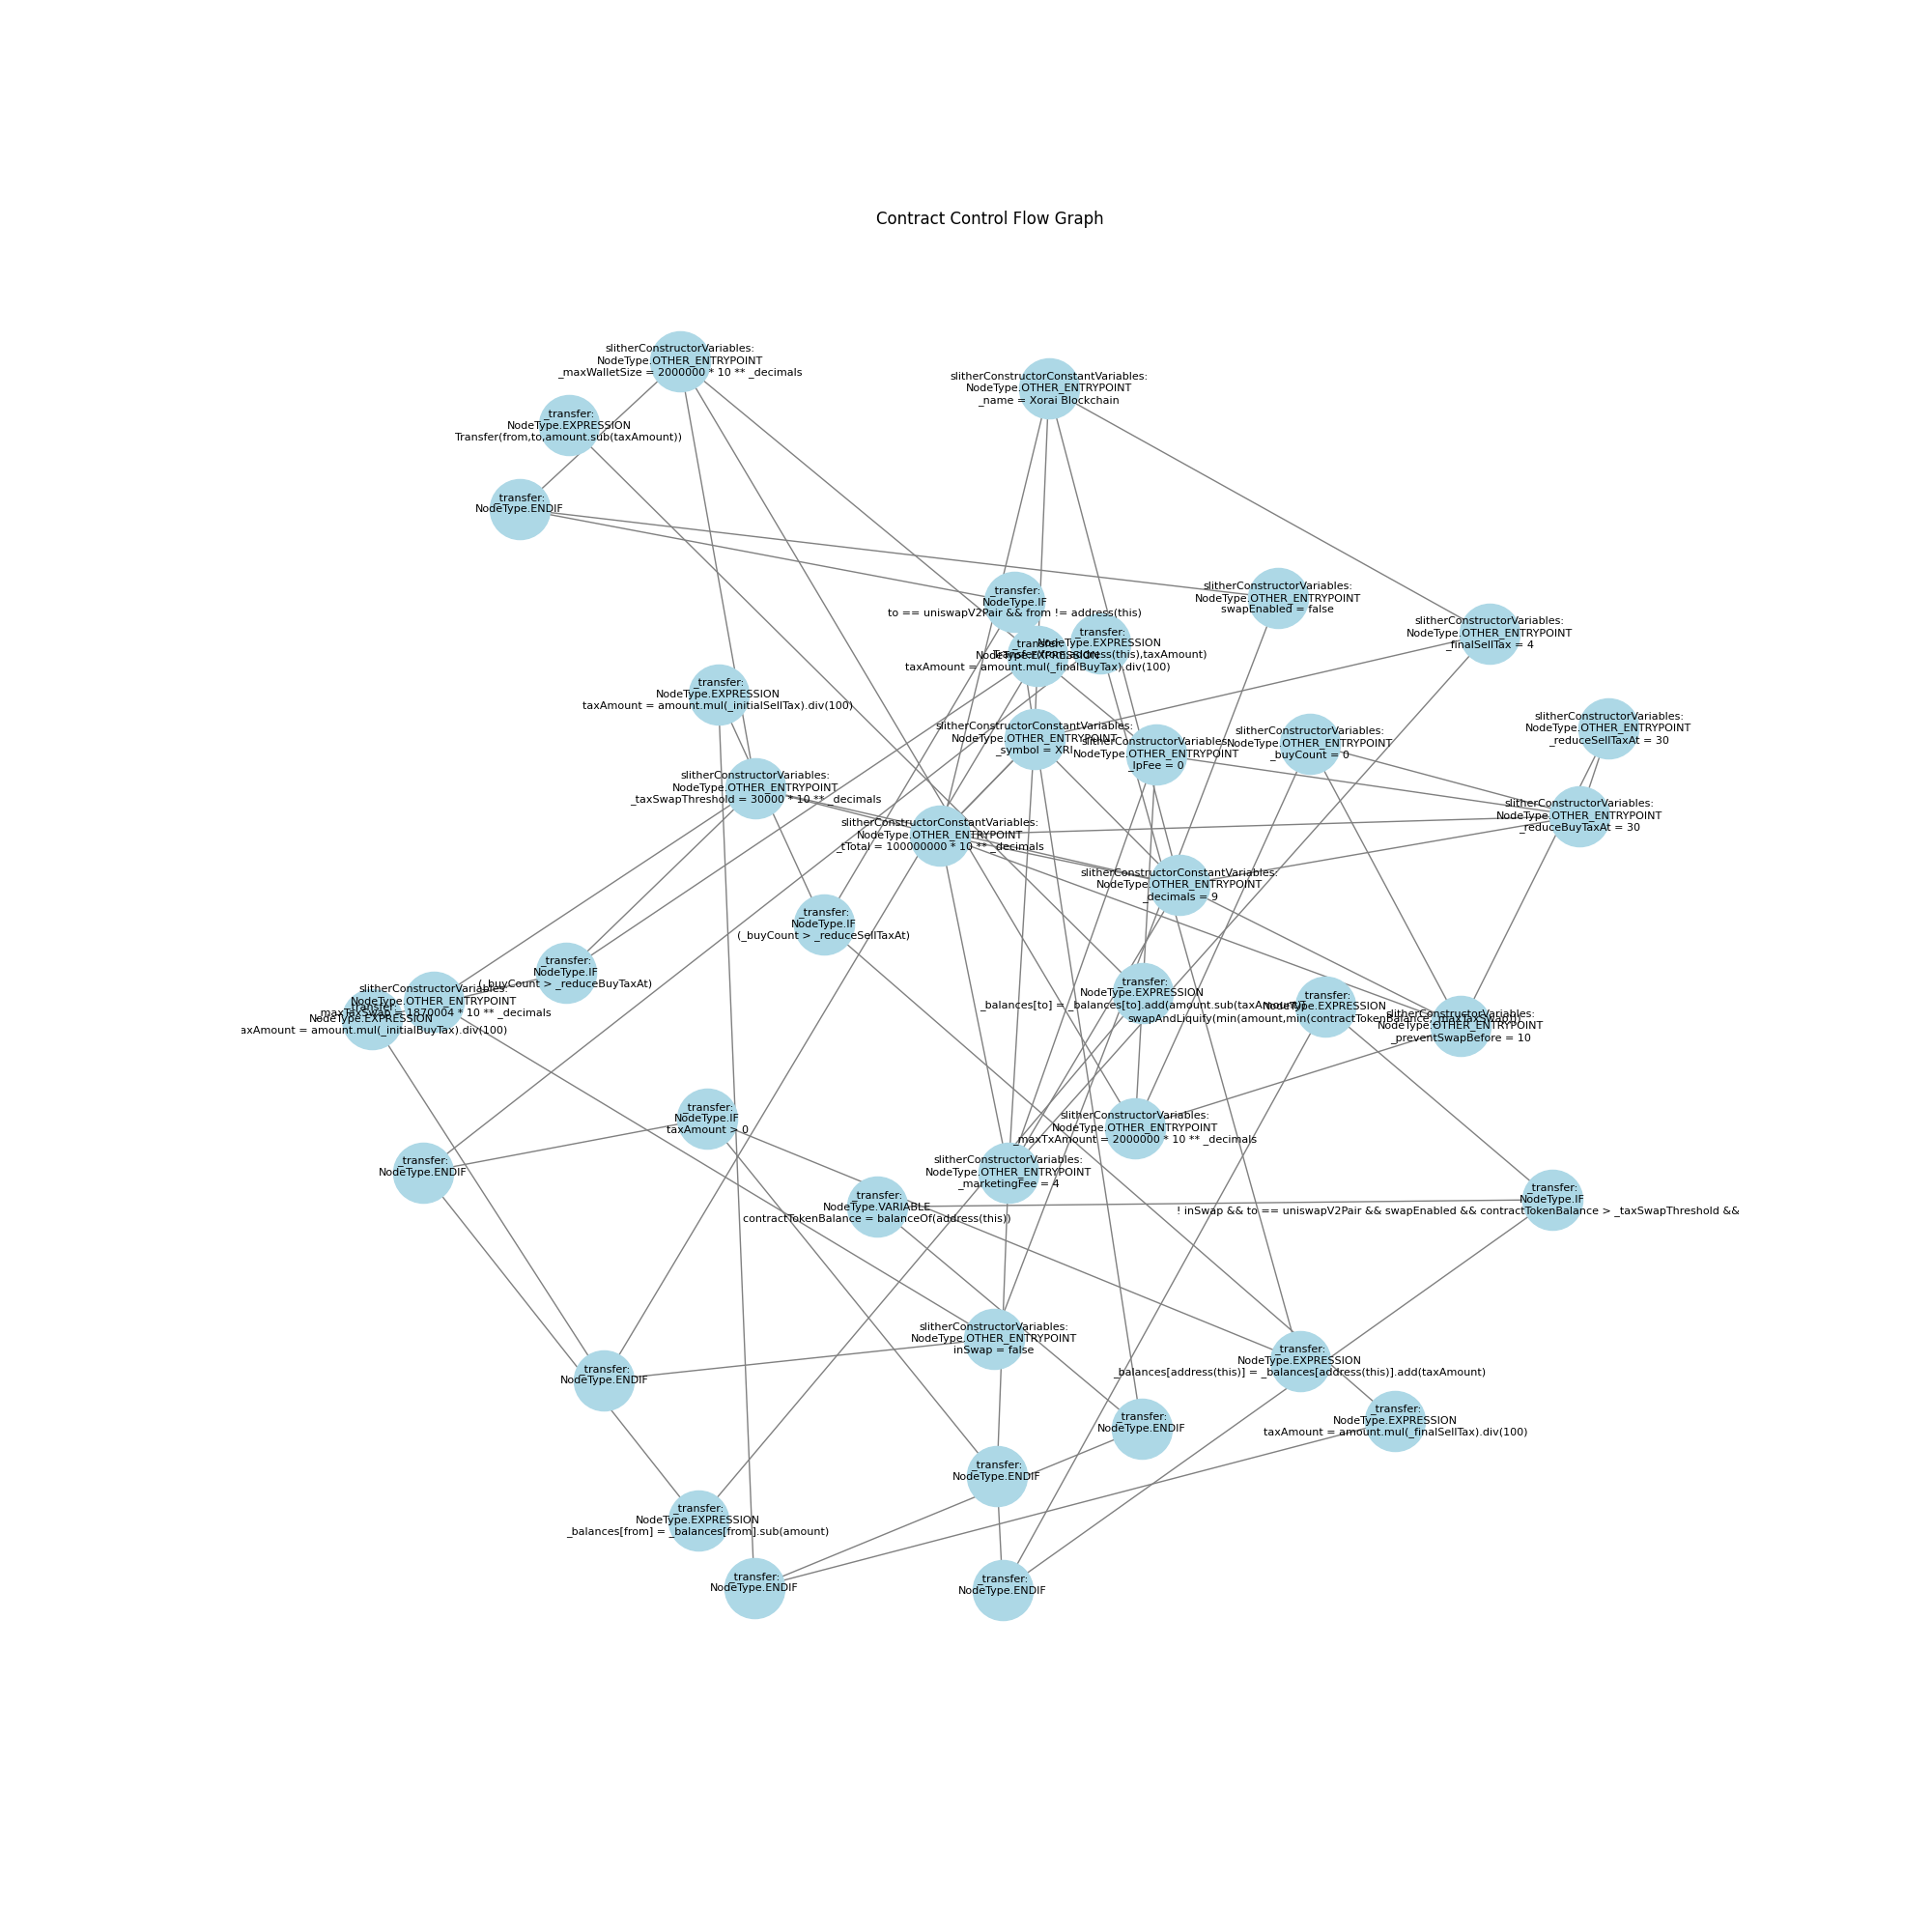 Contract Control Flow Graph
slitherConstructorVariables:
NodeType.OTHER_ENTRYPOINT
_maxWalletSize = 2000000 * 10 ** _decimals
slitherConstructorConstantVariables:
NodeType.OTHER_ENTRYPOINT
_name = Xorai Blockchain
_transfer:
NodeType.EXPRESSION
Transfer(from,to,amount.sub(taxAmount))
_transfer:
NodeType.ENDIF
_transfer:
NodeType.IF
to == uniswapV2Pair && from != address(this)
slitherConstructorVariables:
NodeType.OTHER_ENTRYPOINT
swapEnabled = false
slitherConstructorVariables:
NodeType.OTHER_ENTRYPOINT
_finalSellTax = 4
_transfer:
NodeType.EXPRESSION
Transfer(from,address(this),taxAmount)
_transfer:
NodeType.EXPRESSION
taxAmount = amount.mul(_finalBuyTax).div(100)
_transfer:
NodeType.EXPRESSION
taxAmount = amount.mul(_initialSellTax).div(100)
slitherConstructorConstantVariables:
NodeType.OTHER_ENTRYPOINT
_symbol = XRI
slitherConstructorVariables:
NodeType.OTHER_ENTRYPOINT
_lpFee = 0
slitherConstructorVariables:
NodeType.OTHER_ENTRYPOINT
_buyCount = 0
slitherConstructorVariables:
NodeType.OTHER_ENTRYPOINT
_reduceSellTaxAt = 30
slitherConstructorVariables:
NodeType.OTHER_ENTRYPOINT
_taxSwapThreshold = 30000 * 10 ** _decimals
slitherConstructorVariables:
NodeType.OTHER_ENTRYPOINT
_reduceBuyTaxAt = 30
slitherConstructorConstantVariables:
NodeType.OTHER_ENTRYPOINT
_tTotal = 100000000 * 10 ** _decimals
slitherConstructorConstantVariables:
NodeType.OTHER_ENTRYPOINT
_decimals = 9
_transfer:
NodeType.IF
(_buyCount > _reduceSellTaxAt)
_transfer:
NodeType.IF
(_buyCount > _reduceBuyTaxAt)
slitherConstructorVariables:
NodeType.OTHER_ENTRYPOINT
_maxTaxSwap = 1870004 * 10 ** _decimals
_transfer:
NodeType.EXPRESSION
axAmount = amount.mul(_initialBuyTax).div(100)
_transfer:
NodeType.EXPRESSION
_balances[to] = _balances[to].add(amount.sub(taxAmount))
_transfer:
NodeType.EXPRESSION
swapAndLiquify(min(amount,min(contractTokenBalance,_maxTaxSwap)))
slitherConstructorVariables:
NodeType.OTHER_ENTRYPOINT
_preventSwapBefore = 10
_transfer:
NodeType.IF
taxAmount > 0
slitherConstructorVariables:
NodeType.OTHER_ENTRYPOINT
_maxTxAmount = 2000000 * 10 ** _decimals
_transfer:
NodeType.ENDIF
slitherConstructorVariables:
NodeType.OTHER_ENTRYPOINT
_marketingFee = 4
_transfer:
NodeType.VARIABLE
contractTokenBalance = balanceOf(address(this))
_transfer:
NodeType.IF
! inSwap && to == uniswapV2Pair && swapEnabled && contractTokenBalance > _taxSwapThreshold &&
slitherConstructorVariables:
NodeType.OTHER_ENTRYPOINT
inSwap = false
_transfer:
NodeType.EXPRESSION
_balances[address(this)] = _balances[address(this)].add(taxAmount)
_transfer:
NodeType.ENDIF
_transfer:
NodeType.EXPRESSION
taxAmount = amount.mul(_finalSellTax).div(100)
_transfer:
NodeType.ENDIF
_transfer:
NodeType.ENDIF
_transfer:
NodeType.EXPRESSION
_balances[from] = _balances[from].sub(amount)
_transfer:
NodeType.ENDIF
_transfer:
NodeType.ENDIF